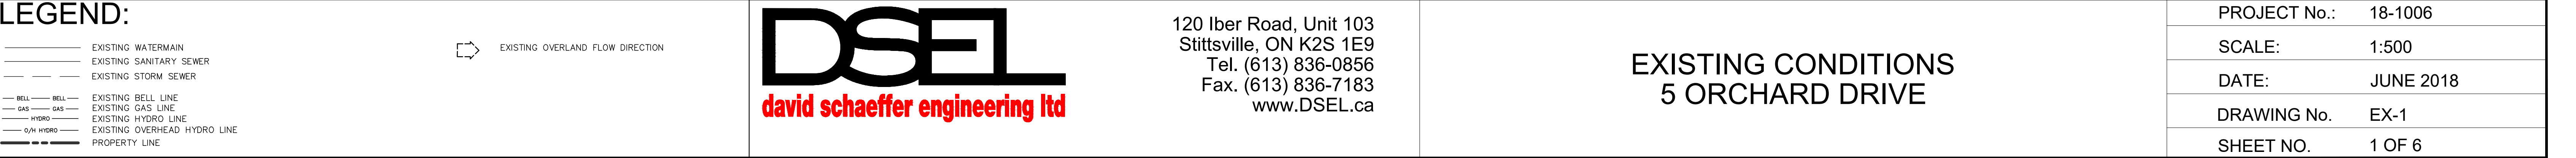 LEGEND:
EXISTING WATERMAIN
EXISTING SANITARY SEWER
EXISTING STORM SEWER
BELL BELL EXISTING BELL LINE
GAS GAS EXISTING GAS LINE
HYDRO EXISTING HYDRO LINE
O/H HYDRO EXISTING OVERHEAD HYDRO LINE
PROPERTY LINE
EXISTING OVERLAND FLOW DIRECTION
DSEL
david schaeffer engineering ltd
120 Iber Road, Unit 103
Stittsville, ON K2S 1E9
Tel. (613) 836-0856
Fax. (613) 836-7183
www.DSEL.ca
EXISTING CONDITIONS
5 ORCHARD DRIVE
PROJECT No.: 18-1006
SCALE: 1:500
DATE: JUNE 2018
DRAWING No. EX-1
SHEET NO. 1 OF 6